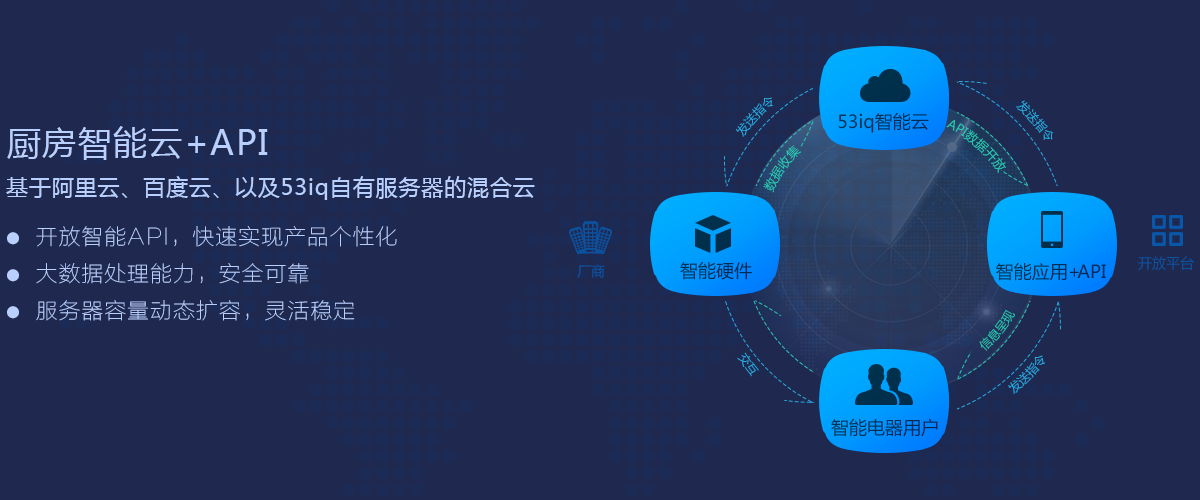 厨房智能云+API
基于阿里云、百度云、以及53iq自有服务器的混合云
开放智能API，快速实现产品个性化
大数据处理能力，安全可靠
服务器容量动态扩容，灵活稳定
53iq智能云
发送指令
发送指令
数据收集
API数据开放
厂商
智能硬件
智能应用+API
开放平台
交互
信息呈现
发送指令
智能电器用户